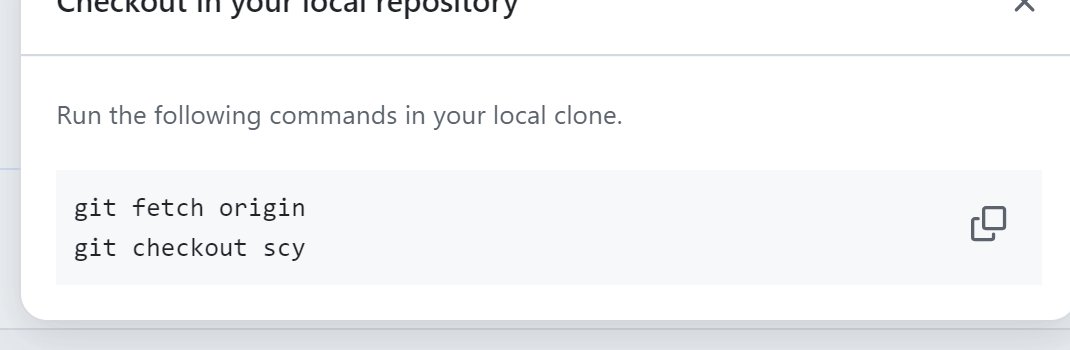 Checkout in your local repository
Run the following commands in your local clone.
git fetch origin
git checkout scy